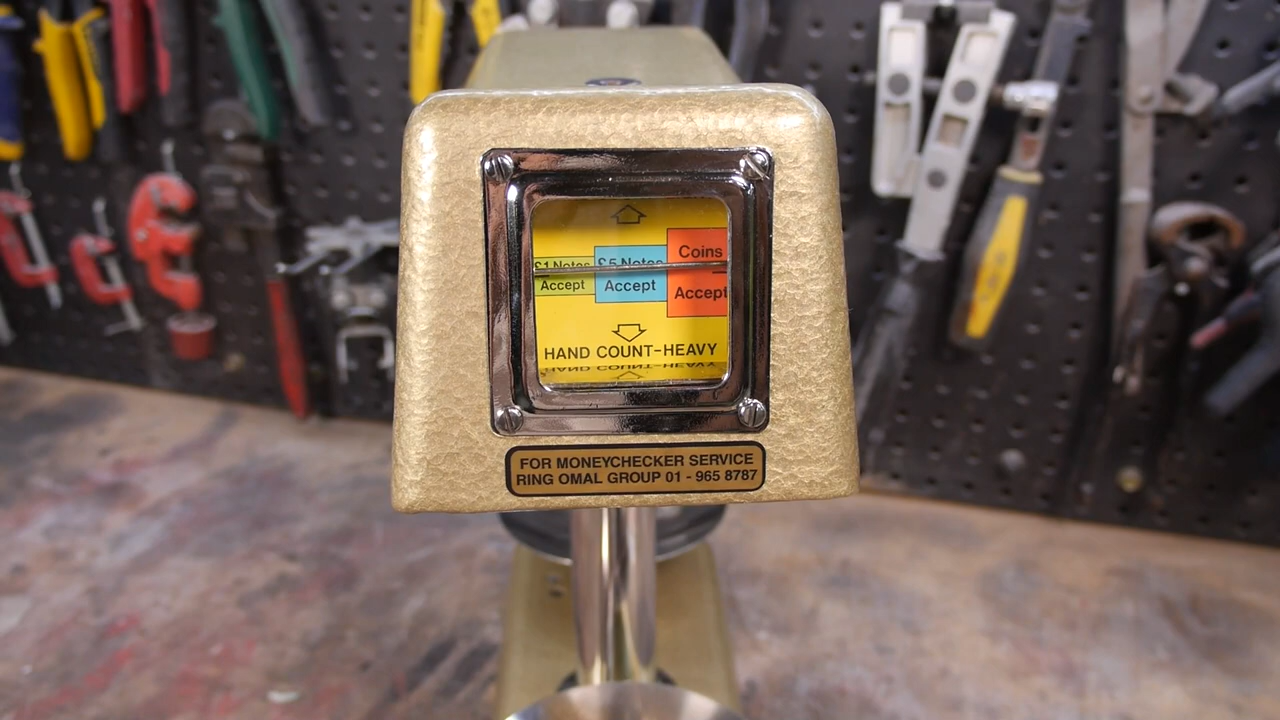 Coins
£1 Notes £5 Notes
Accept Accept Accept
HAND COUNT-HEAVY
FOR MONEYCHECKER SERVICE
RING OMAL GROUP 01 - 965 8787